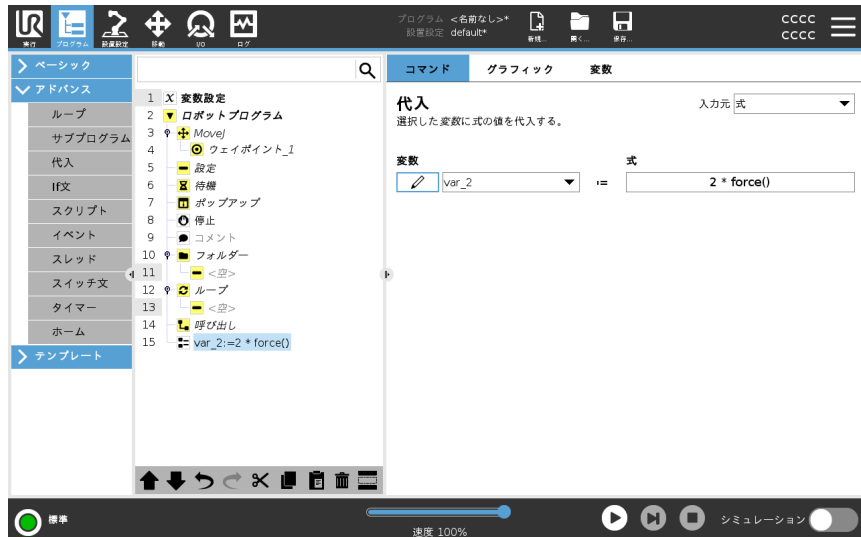 プログラム <名前なし>*
設置設定 default*
実行 プログラム 設置設定 移動 I/O ログ 新規... 開く... 保存...
CCCC
CCCC
ベーシック
アドバンス
ループ
サブプログラム
代入
If文
スクリプト
イベント
スレッド
スイッチ文
タイマー
ホーム
テンプレート
1 X 変数設定
2 ロボットプログラム
3 MoveJ
4 ウェイポイント_1
5 設定
6 待機
7 ポップアップ
8 停止
9 コメント
10 フォルダー
11 <空>
12 ループ
13 <空>
14 呼び出し
15 var_2:=2 * force()
コマンド グラフィック 変数
代入
入力元 式
選択した変数に式の値を代入する。
変数 式
var_2 := 2 * force()
標準
速度 100%
シミュレーション